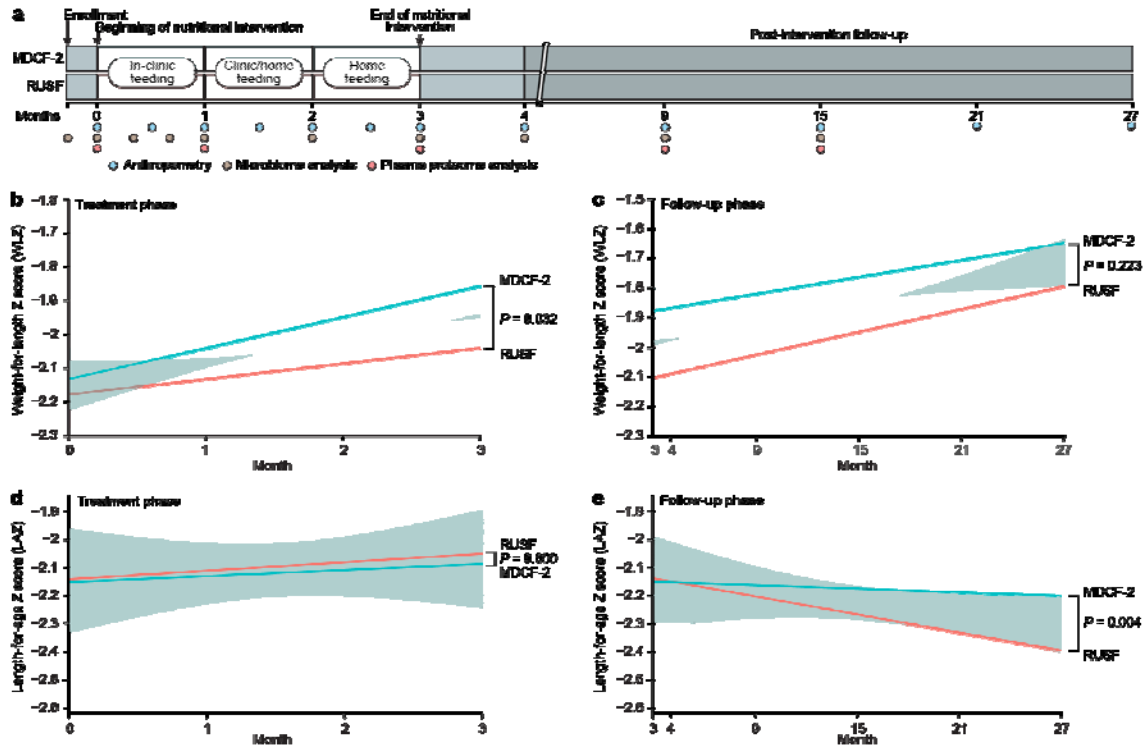 a
Enrollment
Beginning of nutritional intervention
End of nutritional
intervention
Post-intervention follow-up
MDCF-2
RUSF
In-clinic
feeding
Clinic/home
feeding
Home
feeding
Months
0
1
2
3
4
9
15
21
27
Anthropometry
Microbiome analysis
Plasma proteome analysis
b
Treatment phase
Weight-for-length Z score (WLZ)
−1.7
−1.8
−1.9
−2
−2.1
−2.2
−2.3
0
1
2
3
Month
MDCF-2
P = 0.032
RUSF
c
Follow-up phase
Weight-for-length Z score (WLZ)
−1.5
−1.6
−1.7
−1.8
−1.9
−2
−2.1
−2.2
−2.3
3 4
9
15
21
27
Month
MDCF-2
P = 0.223
RUSF
d
Treatment phase
Length-for-age Z score (LAZ)
−1.9
−2
−2.1
−2.2
−2.3
−2.4
−2.5
−2.6
0
1
2
3
Month
RUSF
P = 0.800
MDCF-2
e
Follow-up phase
Length-for-age Z score (LAZ)
−1.9
−2
−2.1
−2.2
−2.3
−2.4
−2.5
−2.6
3 4
9
15
21
27
Month
MDCF-2
P = 0.004
RUSF